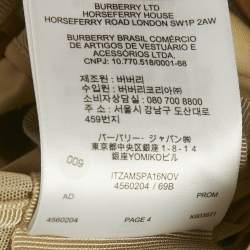 BURBERRY LTD
HORSEFERRY HOUSE
HORSEFERRY ROAD LONDON SW1P 2AW
BURBERRY BRASIL COMÉRCIO
DE ARTIGOS DE VESTUÁRIO E
ACESSÓRIOS LTDA.
CNPJ: 10.770.518/0001-68
제조원 : 버버리
수입원 : 버버리코리아㈜
소비자상담실 : 080 700 8800
주소 : 서울시 강남구 도산대로
459번지
バーバリー・ジャパン㈱
東京都中央区銀座1-8-14
銀座YOMIKOビル
600
ITZAMSPA16NOV
4560204 / 69B
AD
PROM
4560204
PAGE 4